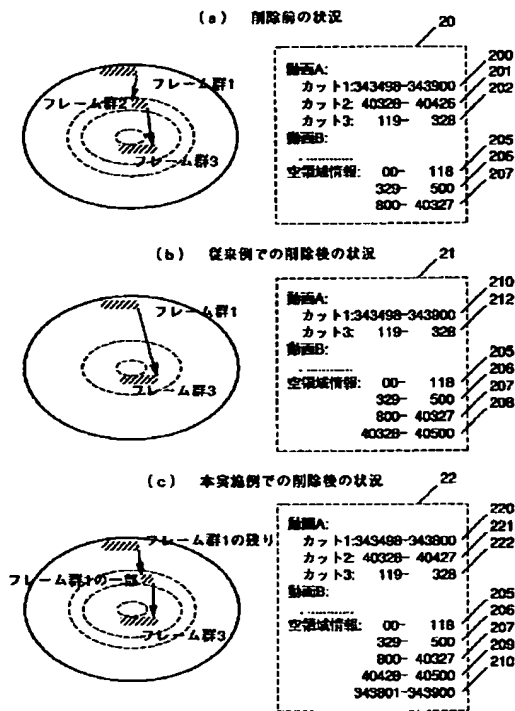 (a) 削除前の状況
20
動画A:
カット1:343498-343900
カット2: 40328- 40426
カット3: 119- 328
動画B:
空領域情報: 00- 118
329- 500
800- 40327
200
201
202
205
206
207
フレーム群1
フレーム群2
フレーム群3
(b) 従来例での削除後の状況
21
動画A:
カット1:343498-343900
カット3: 119- 328
動画B:
空領域情報: 00- 118
329- 500
800- 40327
40328- 40500
210
212
205
206
207
208
フレーム群1
フレーム群3
(c) 本実施例での削除後の状況
22
動画A:
カット1:343498-343800
カット2: 40328- 40427
カット3: 119- 328
動画B:
空領域情報: 00- 118
329- 500
800- 40327
40428- 40500
343801-343900
220
221
222
205
206
207
209
210
フレーム群1の残り
フレーム群1の一部
フレーム群3